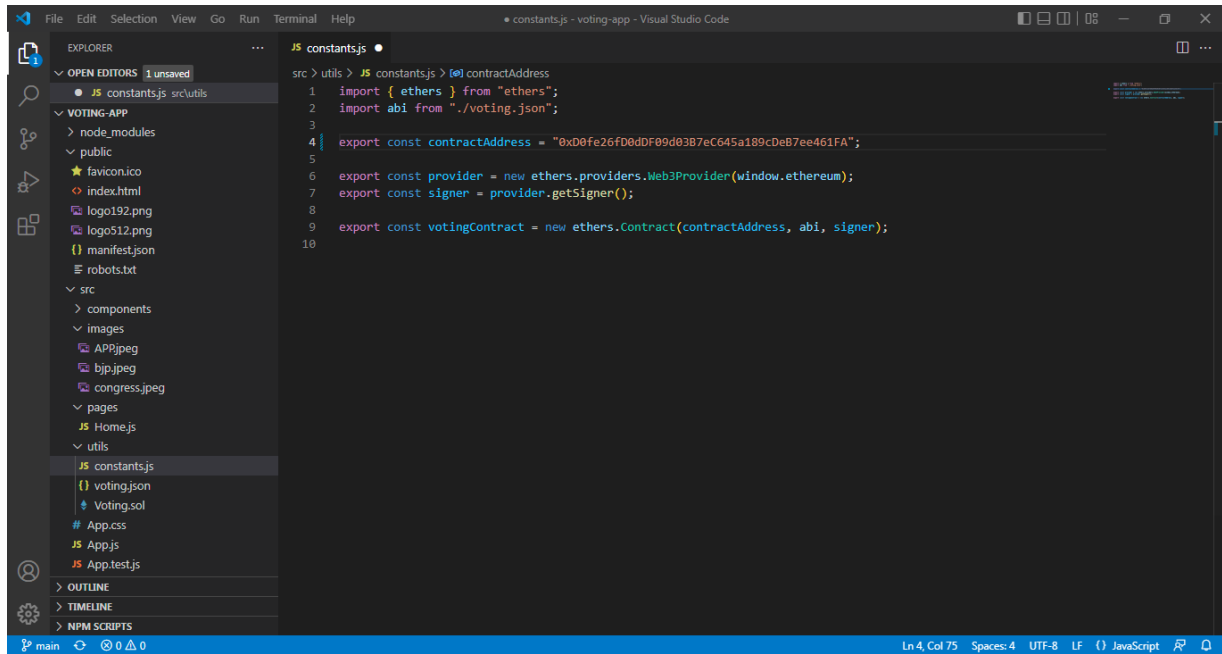 File Edit Selection View Go Run Terminal Help ● constants.js - voting-app - Visual Studio Code
EXPLORER
OPEN EDITORS 1 unsaved
● JS constants.js src\utils
VOTING-APP
node_modules
public
favicon.ico
index.html
logo192.png
logo512.png
{} manifest.json
robots.txt
src
components
images
APP.jpeg
bjp.jpeg
congress.jpeg
pages
JS Home.js
utils
JS constants.js
{} voting.json
Voting.sol
# App.css
JS App.js
JS App.test.js
OUTLINE
TIMELINE
NPM SCRIPTS
1
JS constants.js ●
src > utils > JS constants.js > contractAddress
1 import { ethers } from "ethers";
2 import abi from "./voting.json";
3
4 export const contractAddress = "0xD0fe26fD0dDF09d03B7eC645a189cDeB7ee461FA";
5
6 export const provider = new ethers.providers.Web3Provider(window.ethereum);
7 export const signer = provider.getSigner();
8
9 export const votingContract = new ethers.Contract(contractAddress, abi, signer);
10
main 0 0 Ln 4, Col 75 Spaces: 4 UTF-8 LF {} JavaScript